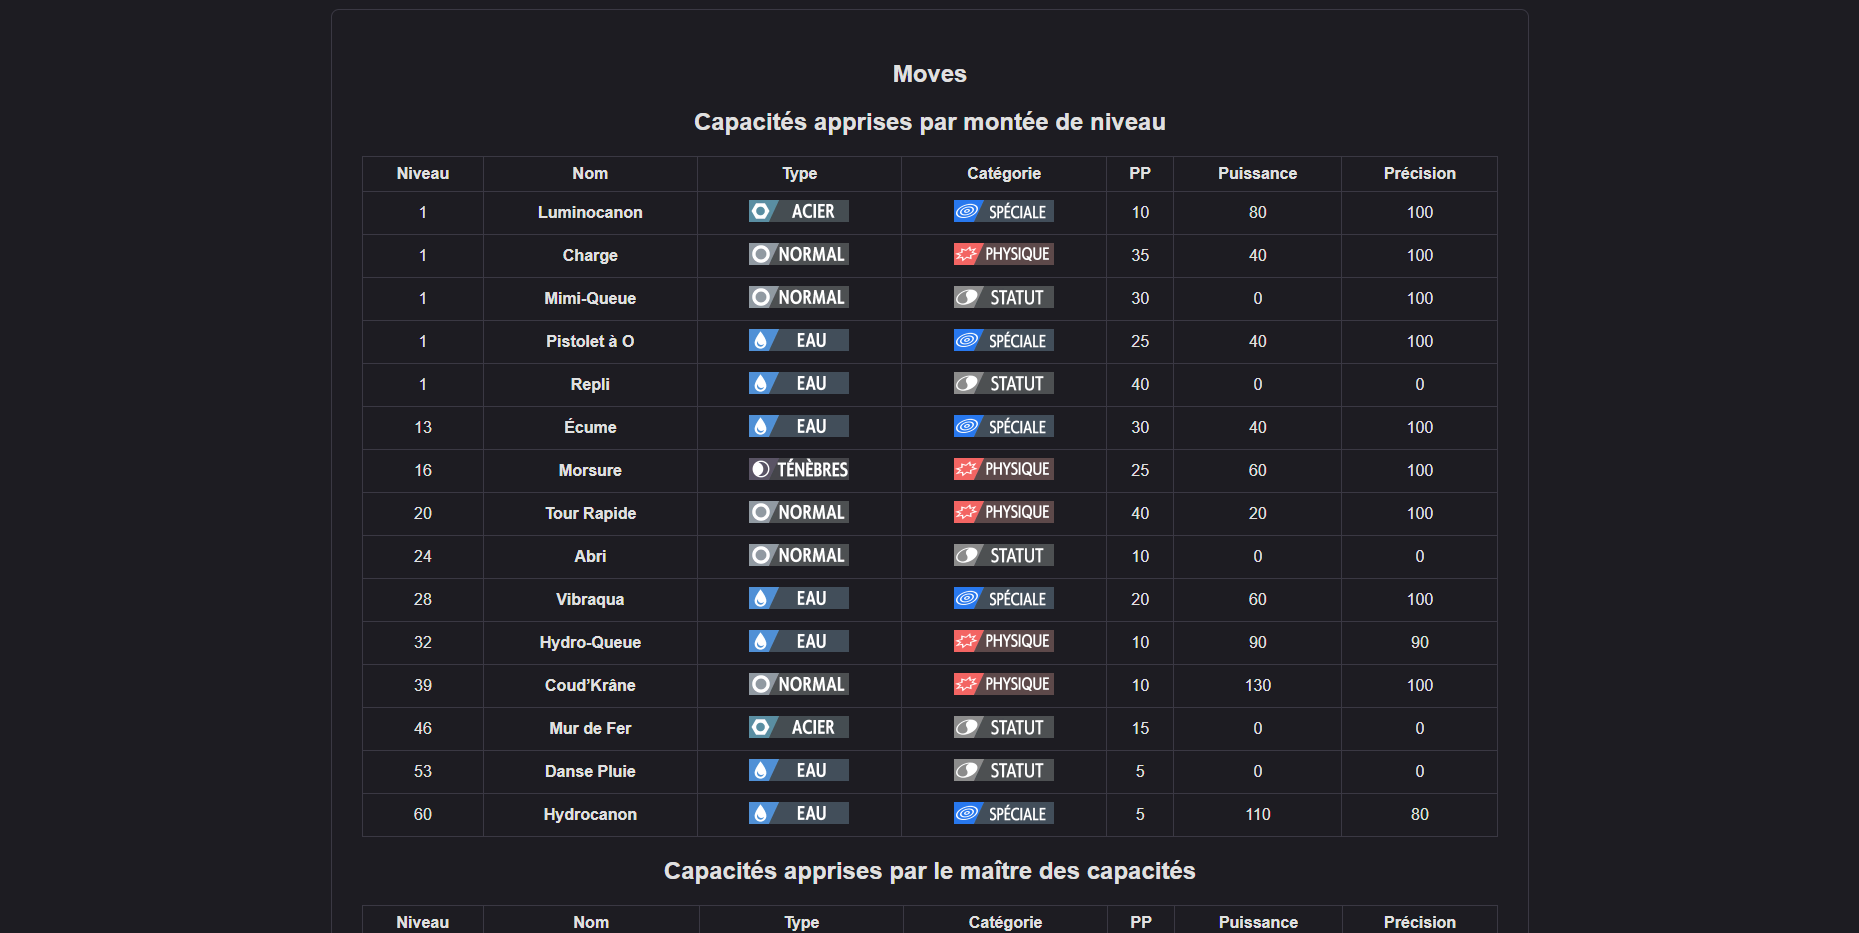 Moves
Capacités apprises par montée de niveau
Niveau Nom Type Catégorie PP Puissance Précision
1 Luminocanon ACIER SPÉCIALE 10 80 100
1 Charge NORMAL PHYSIQUE 35 40 100
1 Mimi-Queue NORMAL STATUT 30 0 100
1 Pistolet à O EAU SPÉCIALE 25 40 100
1 Repli EAU STATUT 40 0 0
13 Écume EAU SPÉCIALE 30 40 100
16 Morsure TÉNÈBRES PHYSIQUE 25 60 100
20 Tour Rapide NORMAL PHYSIQUE 40 20 100
24 Abri NORMAL STATUT 10 0 0
28 Vibraqua EAU SPÉCIALE 20 60 100
32 Hydro-Queue EAU PHYSIQUE 10 90 90
39 Coud’Krâne NORMAL PHYSIQUE 10 130 100
46 Mur de Fer ACIER STATUT 15 0 0
53 Danse Pluie EAU STATUT 5 0 0
60 Hydrocanon EAU SPÉCIALE 5 110 80
Capacités apprises par le maître des capacités
Niveau Nom Type Catégorie PP Puissance Précision